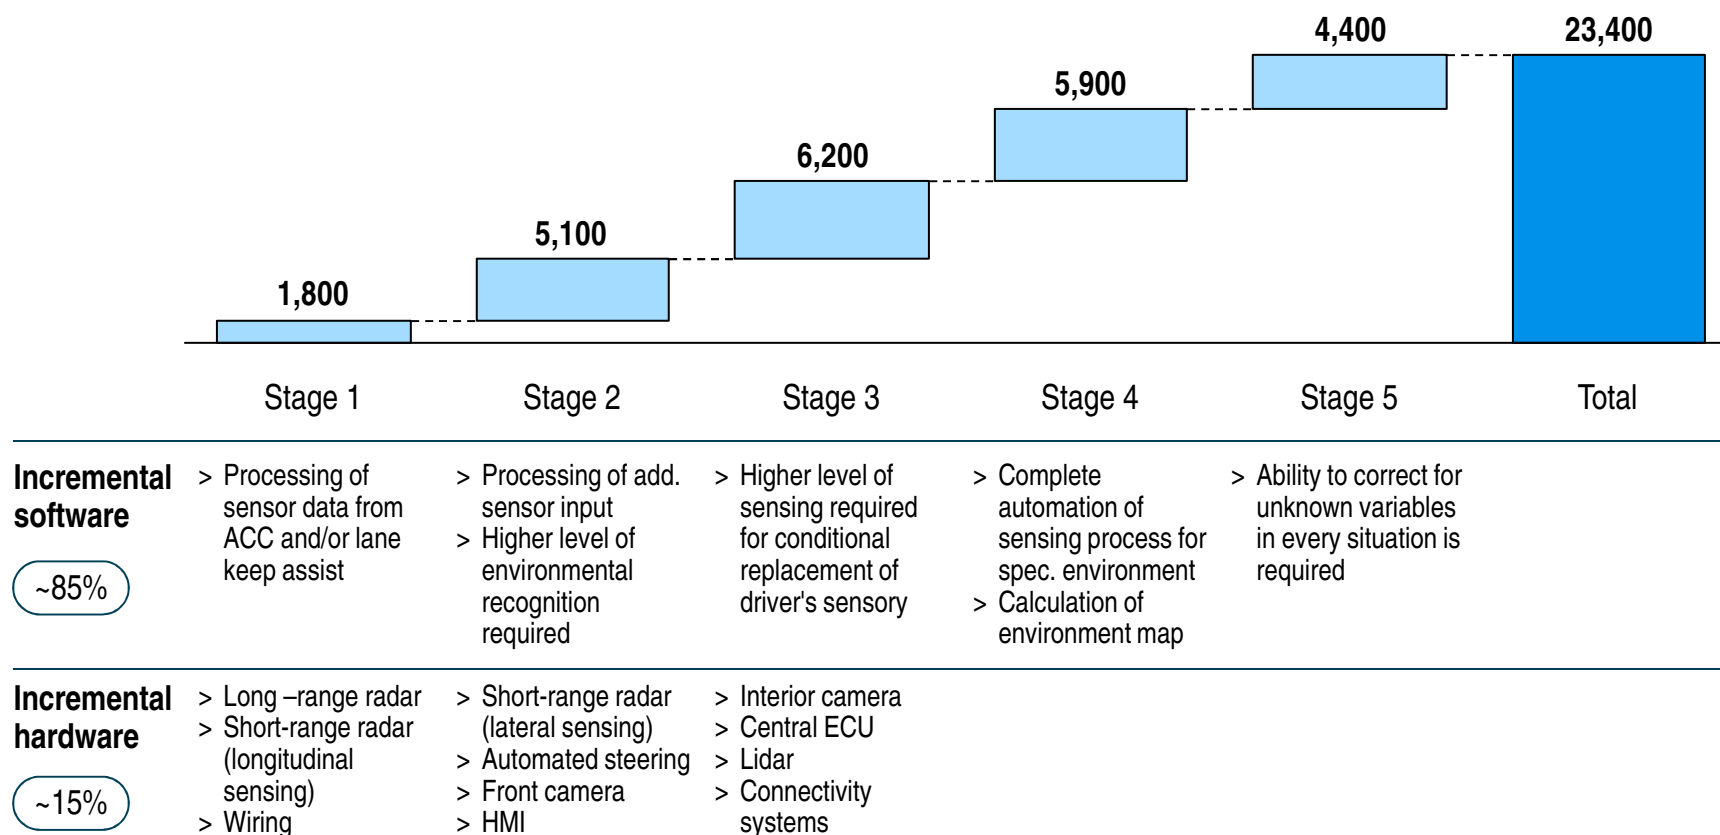 4,400
23,400
5,900
6,200
5,100
1,800
Stage 1
Stage 2
Stage 3
Stage 4
Stage 5
Total
Incremental
software
~85%
> Processing of
sensor data from
ACC and/or lane
keep assist
> Processing of add.
sensor input
> Higher level of
environmental
recognition
required
> Higher level of
sensing required
for conditional
replacement of
driver's sensory
> Complete
automation of
sensing process for
spec. environment
> Calculation of
environment map
> Ability to correct for
unknown variables
in every situation is
required
Incremental
hardware
~15%
> Long –range radar
> Short-range radar
(longitudinal
sensing)
> Wiring
> Short-range radar
(lateral sensing)
> Automated steering
> Front camera
> HMI
> Interior camera
> Central ECU
> Lidar
> Connectivity
systems